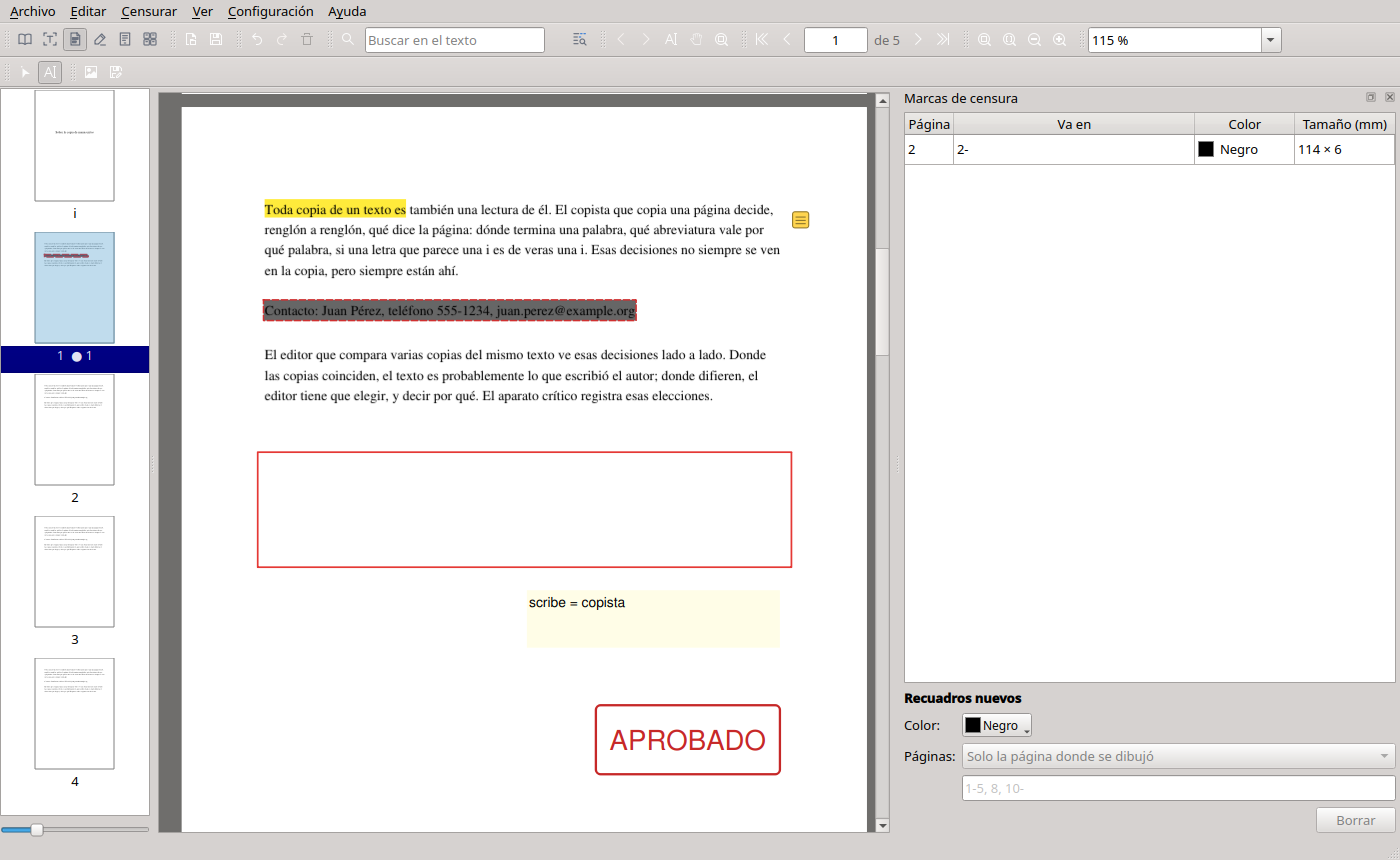 Archivo Editar Censurar Ver Configuración Ayuda
Buscar en el texto
1 de 5
115 %
i
1 ● 1
2
3
4
Toda copia de un texto es también una lectura de él. El copista que copia una página decide,
renglón a renglón, qué dice la página: dónde termina una palabra, qué abreviatura vale por
qué palabra, si una letra que parece una i es de veras una i. Esas decisiones no siempre se ven
en la copia, pero siempre están ahí.
Contacto: Juan Pérez, teléfono 555-1234, juan.perez@example.org
El editor que compara varias copias del mismo texto ve esas decisiones lado a lado. Donde
las copias coinciden, el texto es probablemente lo que escribió el autor; donde difieren, el
editor tiene que elegir, y decir por qué. El aparato crítico registra esas elecciones.
scribe = copista
APROBADO
Marcas de censura
Página Va en Color Tamaño (mm)
2 2- Negro 114 × 6
Recuadros nuevos
Color: Negro
Páginas: Solo la página donde se dibujó
1-5, 8, 10-
Borrar